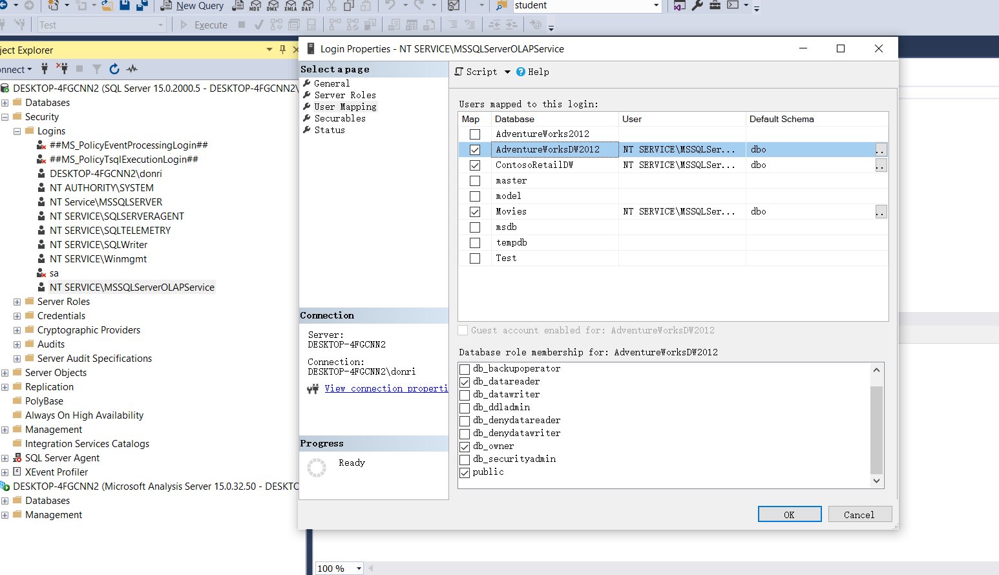 New Query
MDX
DMX
XMLA
DAX
student
Test
Execute
ject Explorer
onnect
DESKTOP-4FGCNN2 (SQL Server 15.0.2000.5 - DESKTOP-4FGCNN2\
Databases
Security
Logins
##MS_PolicyEventProcessingLogin##
##MS_PolicyTsqlExecutionLogin##
DESKTOP-4FGCNN2\donri
NT AUTHORITY\SYSTEM
NT Service\MSSQLSERVER
NT SERVICE\SQLSERVERAGENT
NT SERVICE\SQLTELEMETRY
NT SERVICE\SQLWriter
NT SERVICE\Winmgmt
sa
NT SERVICE\MSSQLServerOLAPService
Server Roles
Credentials
Cryptographic Providers
Audits
Server Audit Specifications
Server Objects
Replication
PolyBase
Always On High Availability
Management
Integration Services Catalogs
SQL Server Agent
XEvent Profiler
DESKTOP-4FGCNN2 (Microsoft Analysis Server 15.0.32.50 - DESKTO
Databases
Management
Login Properties - NT SERVICE\MSSQLServerOLAPService
Select a page
General
Server Roles
User Mapping
Securables
Status
Connection
Server:
DESKTOP-4FGCNN2
Connection:
DESKTOP-4FGCNN2\donri
View connection properti
Progress
Ready
Script
Help
Users mapped to this login:
Map Database User Default Schema
AdventureWorks2012
AdventureWorksDW2012 NT SERVICE\MSSQLSer... dbo ..
ContosoRetailDW NT SERVICE\MSSQLSer... dbo ..
master
model
Movies NT SERVICE\MSSQLSer... dbo ..
msdb
tempdb
Test
Guest account enabled for: AdventureWorksDW2012
Database role membership for: AdventureWorksDW2012
db_backupoperator
db_datareader
db_datawriter
db_ddladmin
db_denydatareader
db_denydatawriter
db_owner
db_securityadmin
public
OK
Cancel
100 %